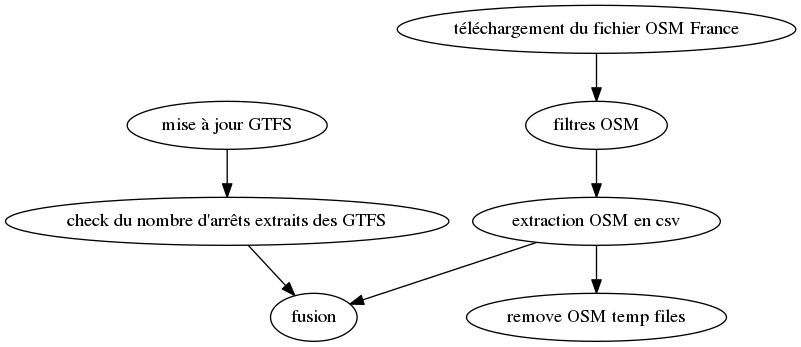 téléchargement du fichier OSM France
mise à jour GTFS
filtres OSM
check du nombre d'arrêts extraits des GTFS
extraction OSM en csv
fusion
remove OSM temp files